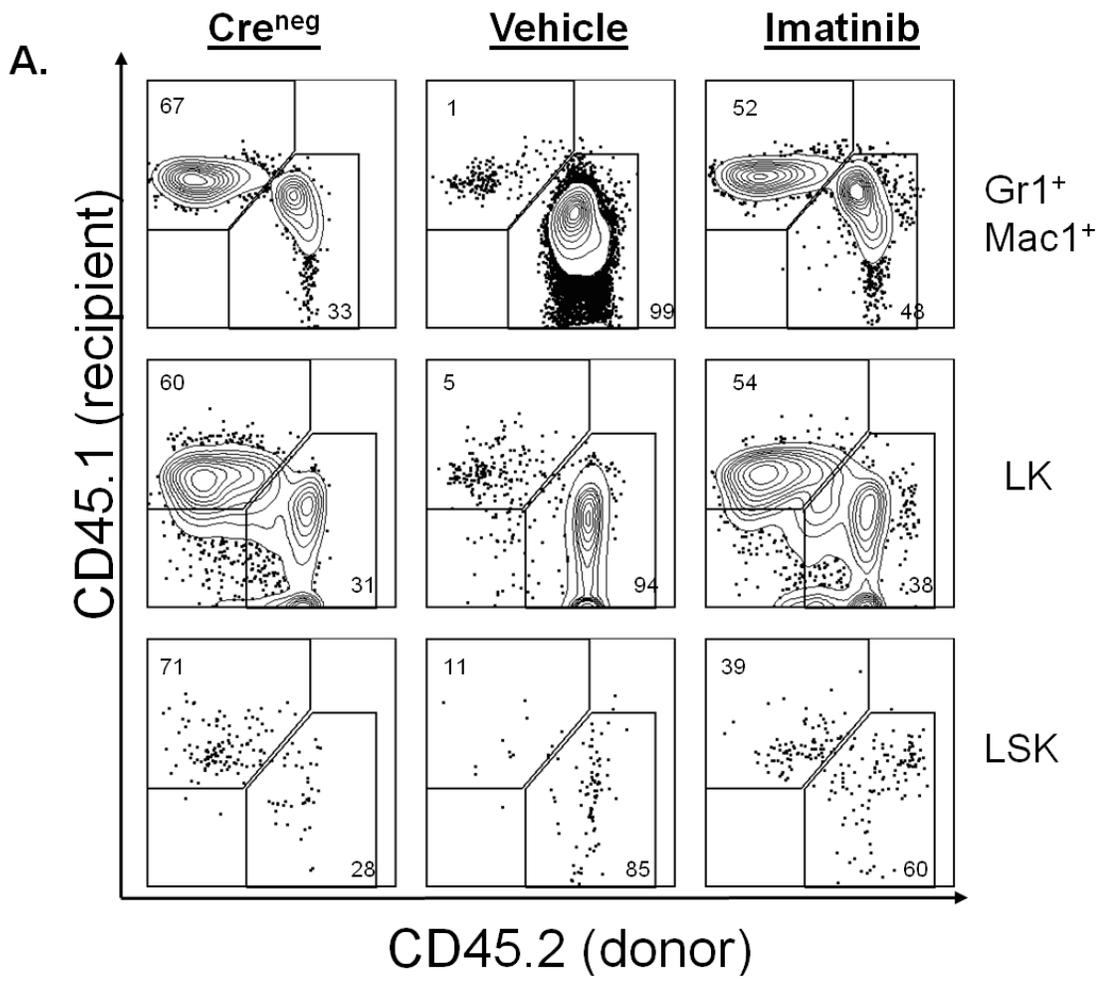 A.
Creneg Vehicle Imatinib
67 1 52
33 99 48
Gr1+
Mac1+
60 5 54
31 94 38
LK
71 11 39
28 85 60
LSK
CD45.1 (recipient)
CD45.2 (donor)